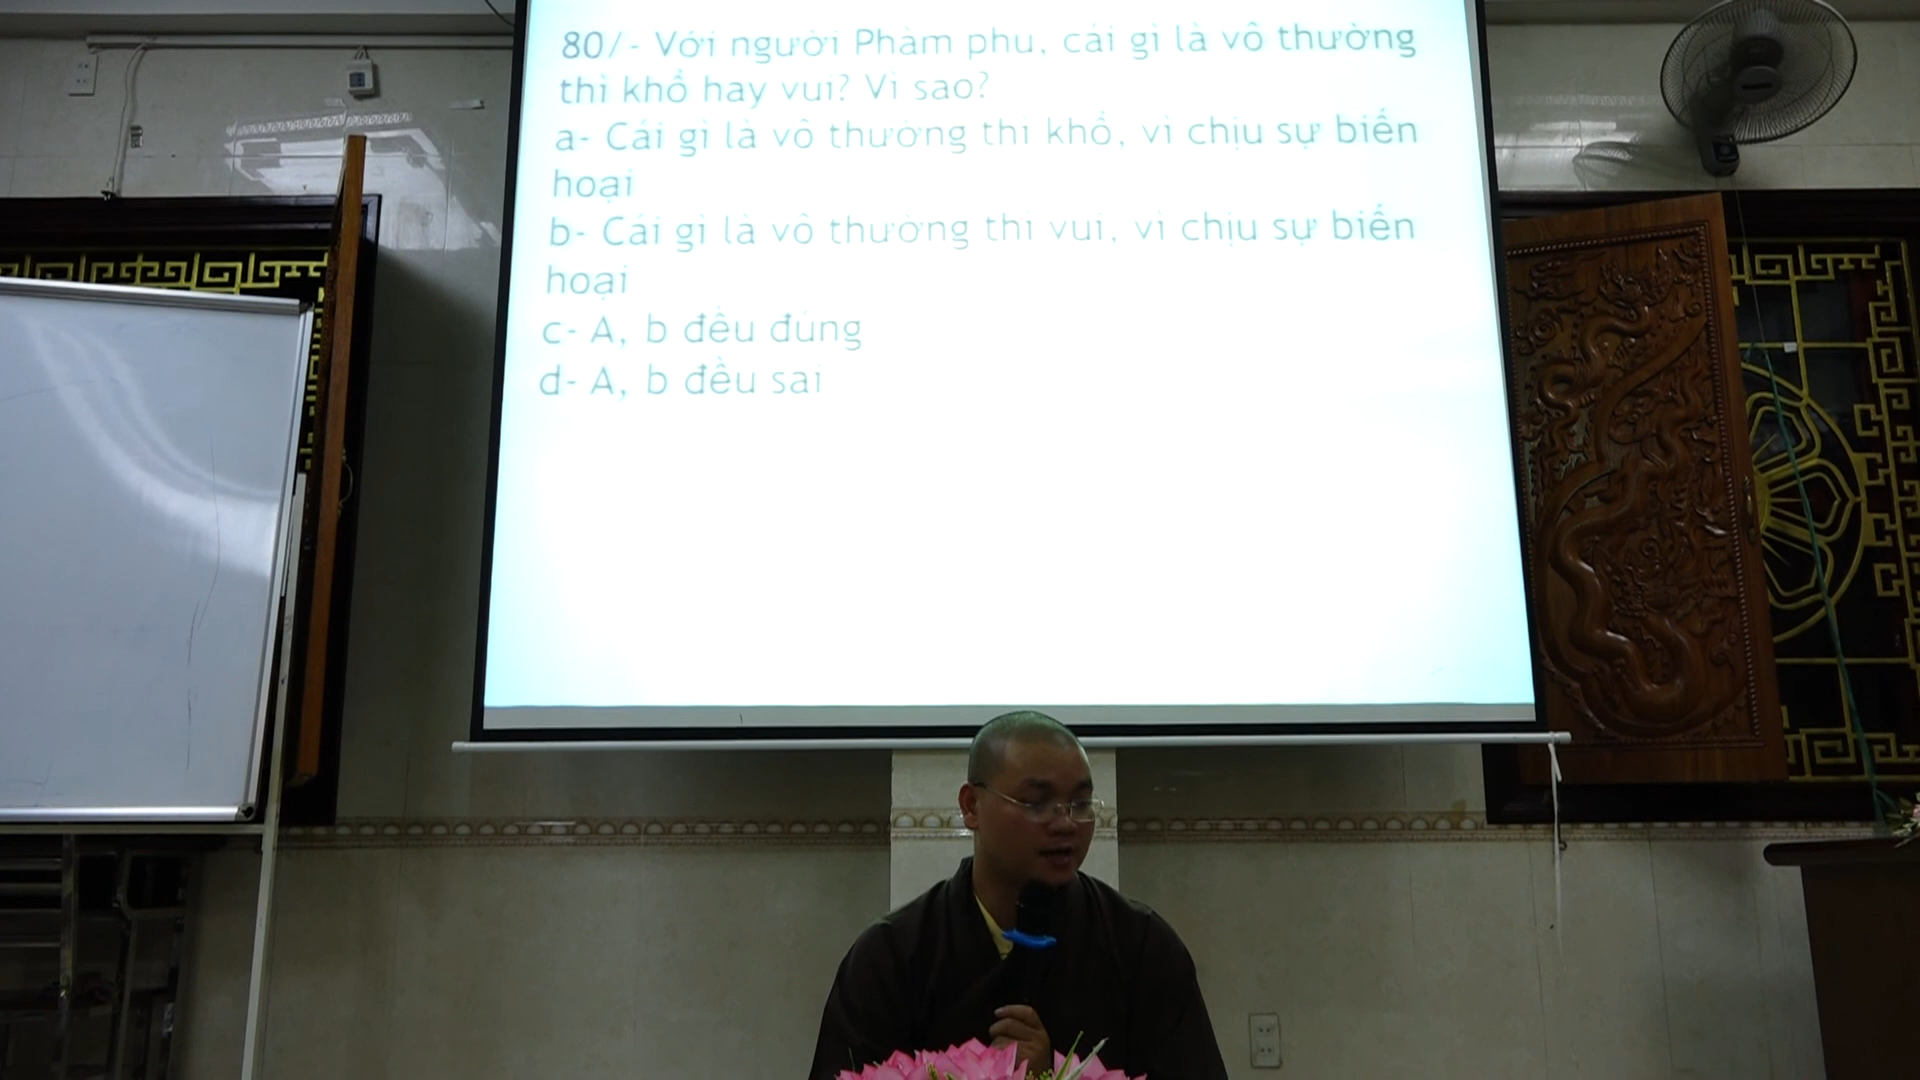 80/- Với người Phàm phu, cái gì là vô thường
thì khổ hay vui? Vì sao?
a- Cái gì là vô thường thì khổ, vì chịu sự biến
hoại
b- Cái gì là vô thường thì vui, vì chịu sự biến
hoại
c- A, b đều đúng
d- A, b đều sai